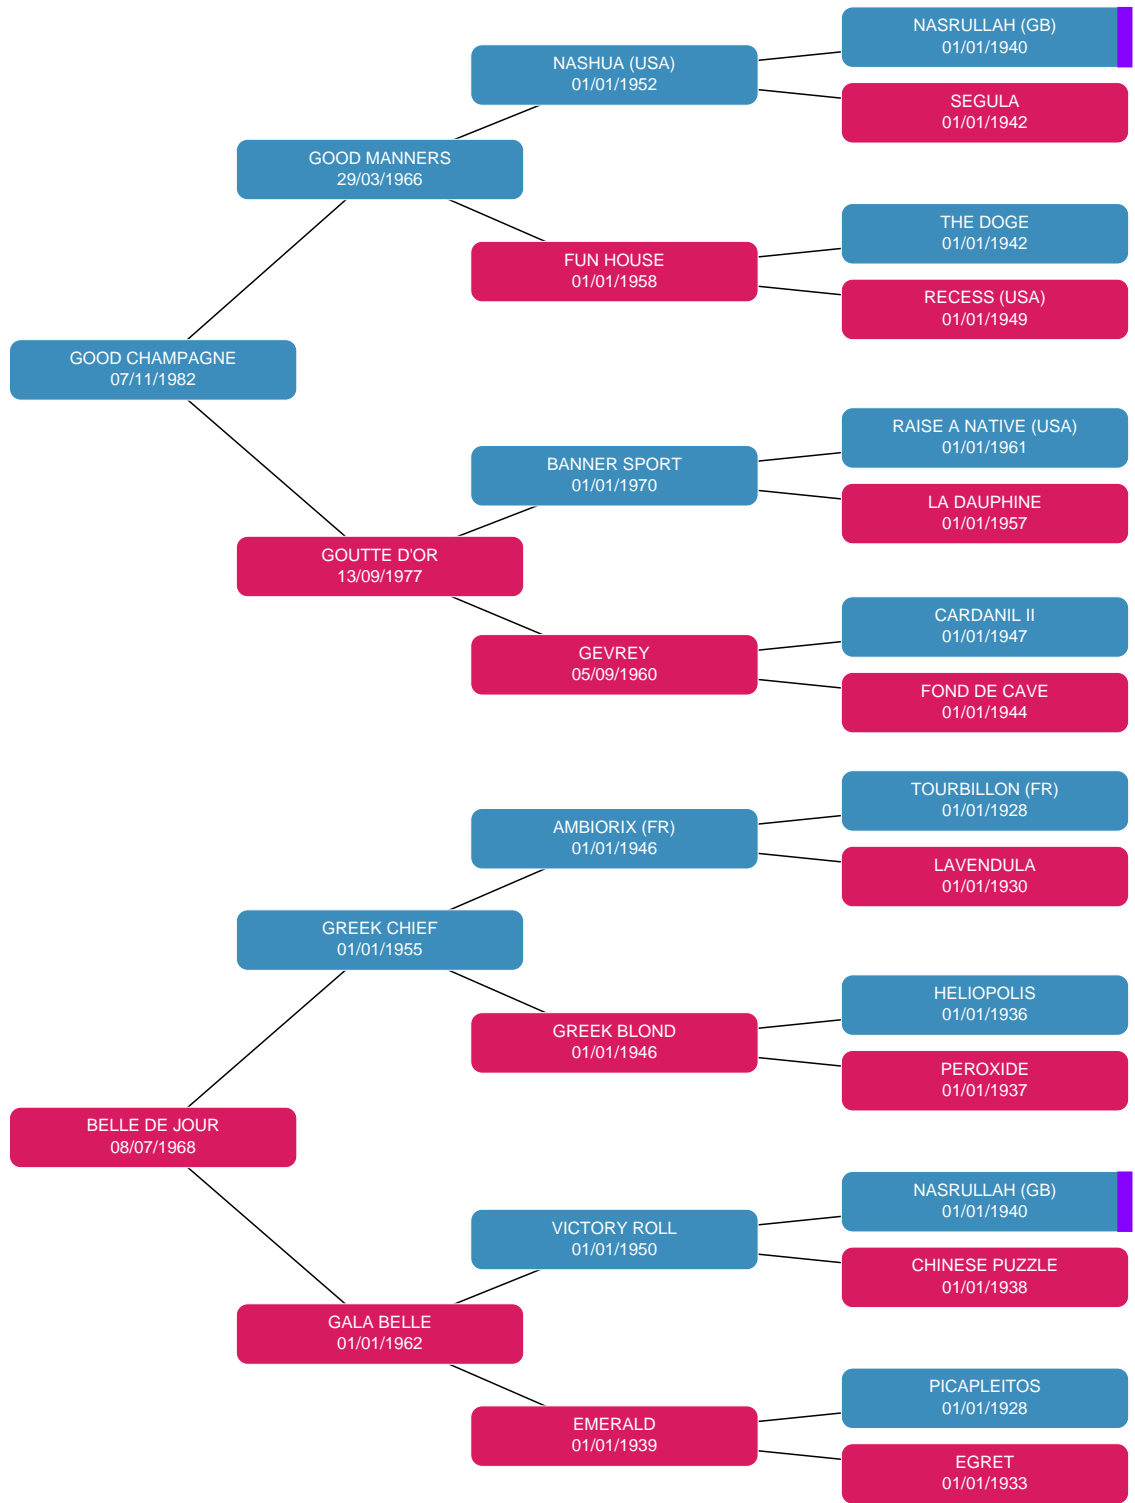 NASRULLAH (GB)
01/01/1940
NASHUA (USA)
01/01/1952
SEGULA
01/01/1942
GOOD MANNERS
29/03/1966
THE DOGE
01/01/1942
FUN HOUSE
01/01/1958
RECESS (USA)
01/01/1949
GOOD CHAMPAGNE
07/11/1982
RAISE A NATIVE (USA)
01/01/1961
BANNER SPORT
01/01/1970
LA DAUPHINE
01/01/1957
GOUTTE D'OR
13/09/1977
CARDANIL II
01/01/1947
GEVREY
05/09/1960
FOND DE CAVE
01/01/1944
TOURBILLON (FR)
01/01/1928
AMBIORIX (FR)
01/01/1946
LAVENDULA
01/01/1930
GREEK CHIEF
01/01/1955
HELIOPOLIS
01/01/1936
GREEK BLOND
01/01/1946
PEROXIDE
01/01/1937
BELLE DE JOUR
08/07/1968
NASRULLAH (GB)
01/01/1940
VICTORY ROLL
01/01/1950
CHINESE PUZZLE
01/01/1938
GALA BELLE
01/01/1962
PICAPLEITOS
01/01/1928
EMERALD
01/01/1939
EGRET
01/01/1933